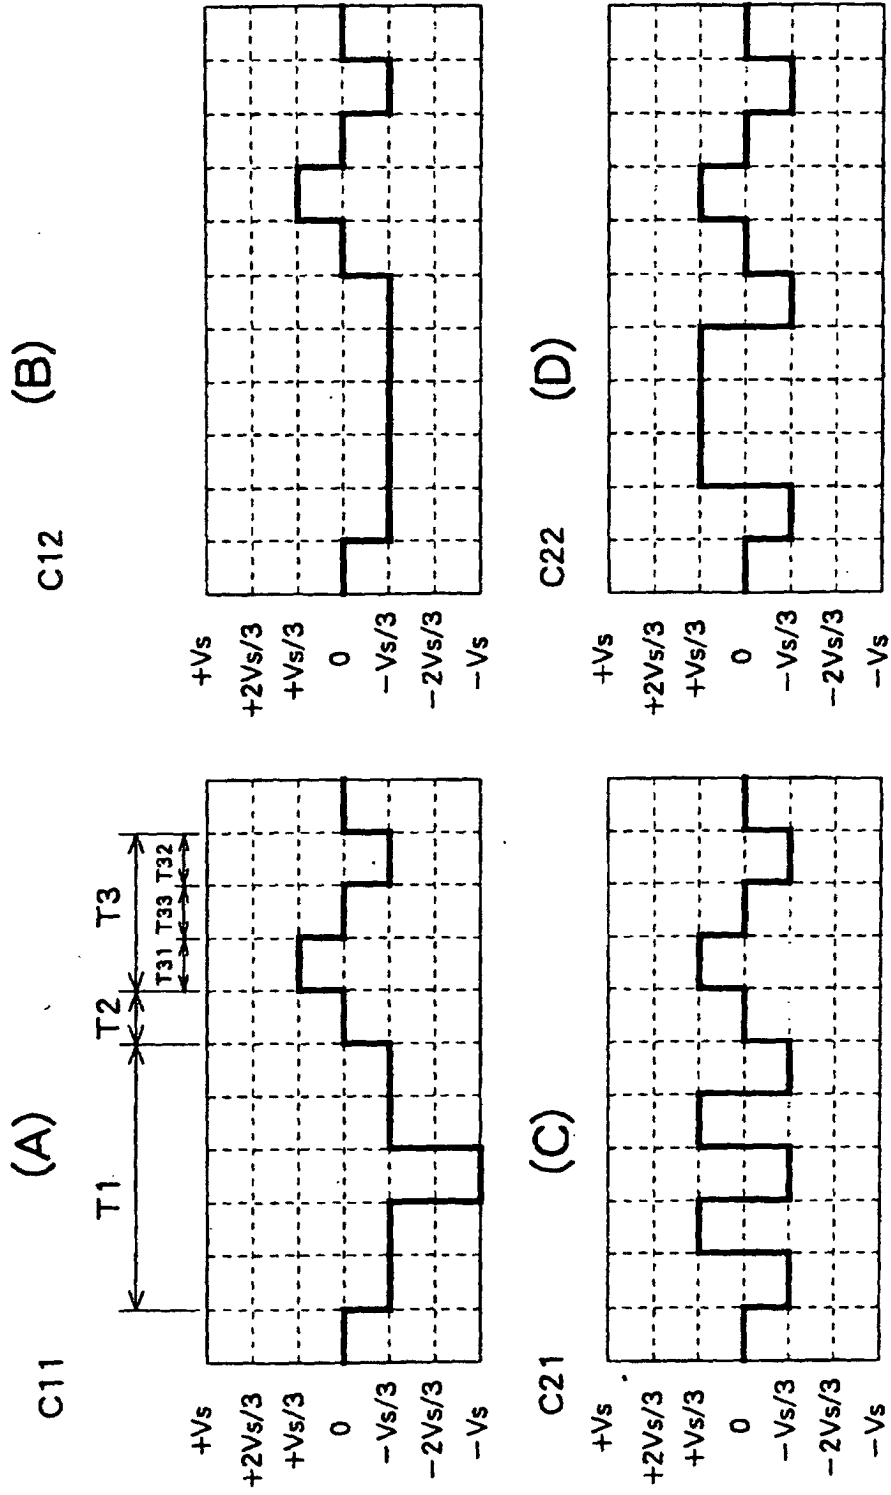 (A)
C11
T1
T2
T3
T31
T33
T32
+Vs
+2Vs/3
+Vs/3
0
−Vs/3
−2Vs/3
−Vs
(B)
C12
+Vs
+2Vs/3
+Vs/3
0
−Vs/3
−2Vs/3
−Vs
(C)
C21
+Vs
+2Vs/3
+Vs/3
0
−Vs/3
−2Vs/3
−Vs
(D)
C22
+Vs
+2Vs/3
+Vs/3
0
−Vs/3
−2Vs/3
−Vs